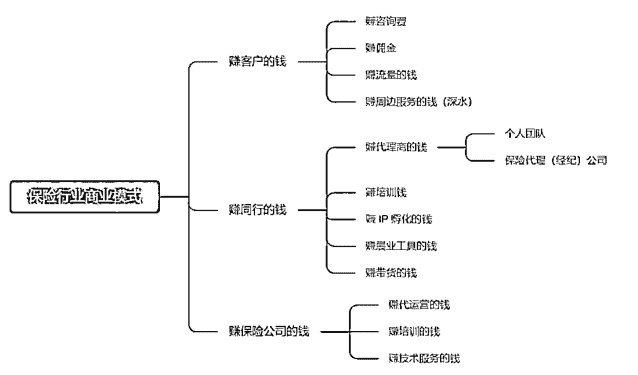 保险行业商业模式
赚客户的钱
赚咨询费
赚佣金
赚流量的钱
赚周边服务的钱（深水）
赚同行的钱
赚代理商的钱
个人团队
保险代理（经纪）公司
赚培训钱
赚 IP 孵化的钱
赚展业工具的钱
赚带货的钱
赚保险公司的钱
赚代运营的钱
赚培训的钱
赚技术服务的钱